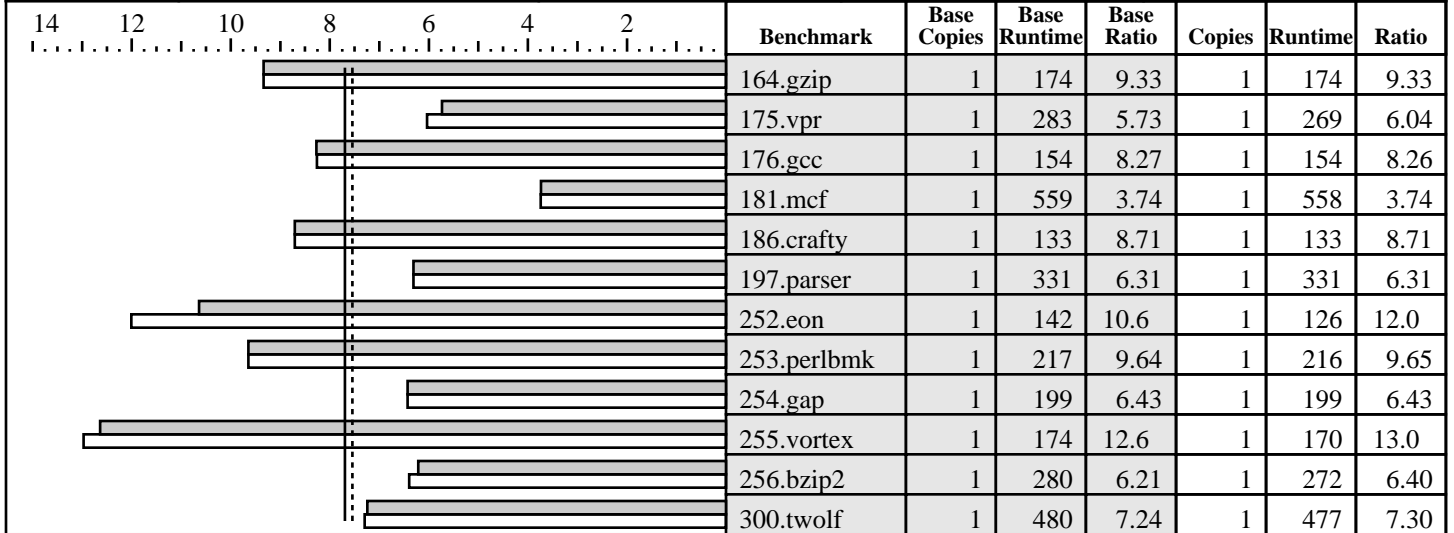 14 12 10 8 6 4 2
Benchmark Base Copies Base Runtime Base Ratio Copies Runtime Ratio
164.gzip 1 174 9.33 1 174 9.33
175.vpr 1 283 5.73 1 269 6.04
176.gcc 1 154 8.27 1 154 8.26
181.mcf 1 559 3.74 1 558 3.74
186.crafty 1 133 8.71 1 133 8.71
197.parser 1 331 6.31 1 331 6.31
252.eon 1 142 10.6 1 126 12.0
253.perlbmk 1 217 9.64 1 216 9.65
254.gap 1 199 6.43 1 199 6.43
255.vortex 1 174 12.6 1 170 13.0
256.bzip2 1 280 6.21 1 272 6.40
300.twolf 1 480 7.24 1 477 7.30